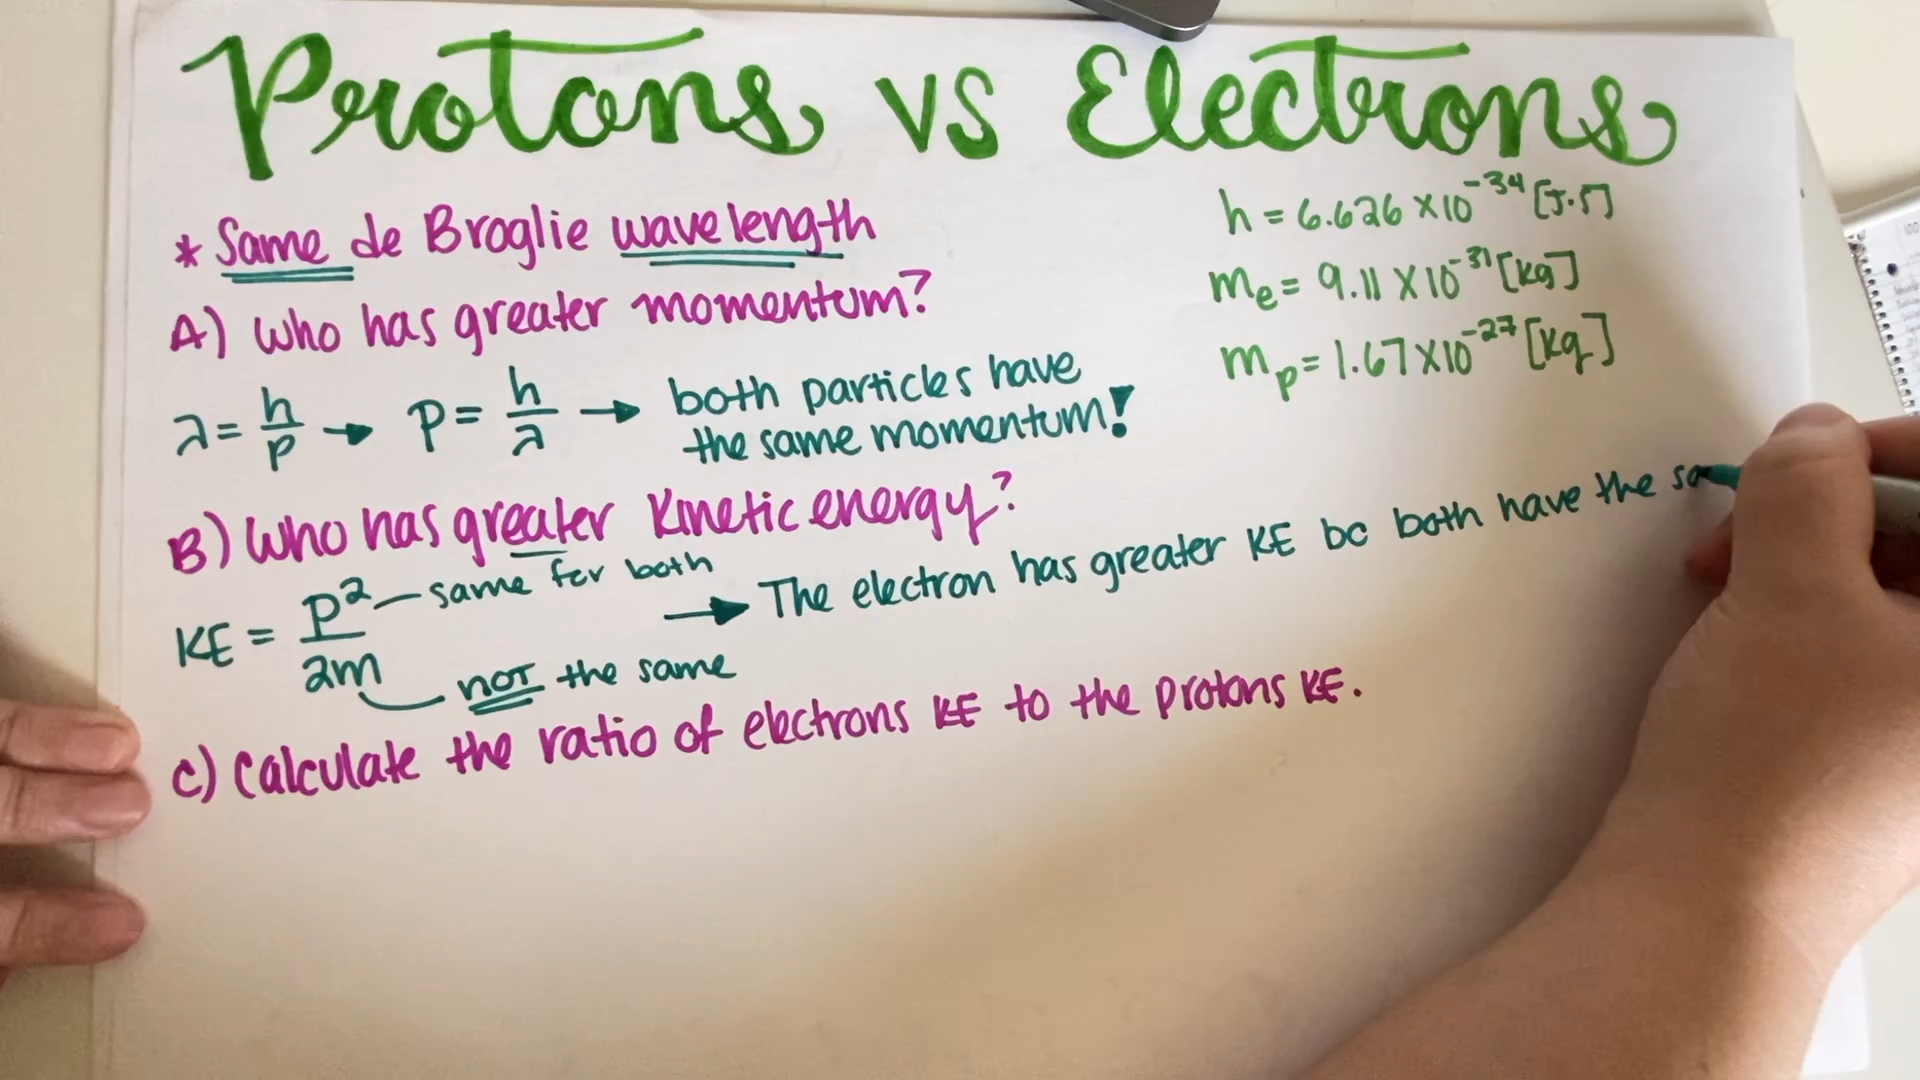 Protons vs Electrons
* Same de Broglie wavelength
h = 6.626 × 10^-34 [J·s]
me = 9.11 × 10^-31 [kg]
mp = 1.67 × 10^-27 [kg]
A) Who has greater momentum?
λ = h/p → p = h/λ → both particles have
the same momentum!
B) Who has greater kinetic energy?
KE = p²/2m
same for both
NOT the same
→ The electron has greater KE bc both have the sa
C) Calculate the ratio of electrons KE to the protons KE.